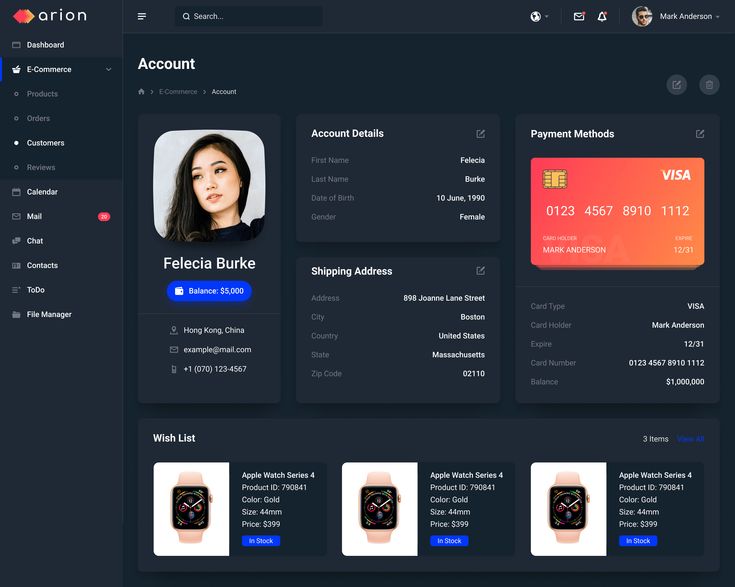 arion
Search...
Mark Anderson
Dashboard
E-Commerce
Products
Orders
Customers
Reviews
Calendar
Mail
20
Chat
Contacts
ToDo
File Manager
Account
E-Commerce
Account
Felecia Burke
Balance: $5,000
Hong Kong, China
example@mail.com
+1 (070) 123-4567
Account Details
First Name Felecia
Last Name Burke
Date of Birth 10 June, 1990
Gender Female
Shipping Address
Address 898 Joanne Lane Street
City Boston
Country United States
State Massachusetts
Zip Code 02110
Payment Methods
VISA
0123 4567 8910 1112
CARD HOLDER EXPIRE
MARK ANDERSON 12/31
Card Type VISA
Card Holder Mark Anderson
Expire 12/31
Card Number 0123 4567 8910 1112
Balance $1,000,000
Wish List
3 Items View All
Apple Watch Series 4
Product ID: 790841
Color: Gold
Size: 44mm
Price: $399
In Stock
Apple Watch Series 4
Product ID: 790841
Color: Gold
Size: 44mm
Price: $399
In Stock
Apple Watch Series 4
Product ID: 790841
Color: Gold
Size: 44mm
Price: $399
In Stock